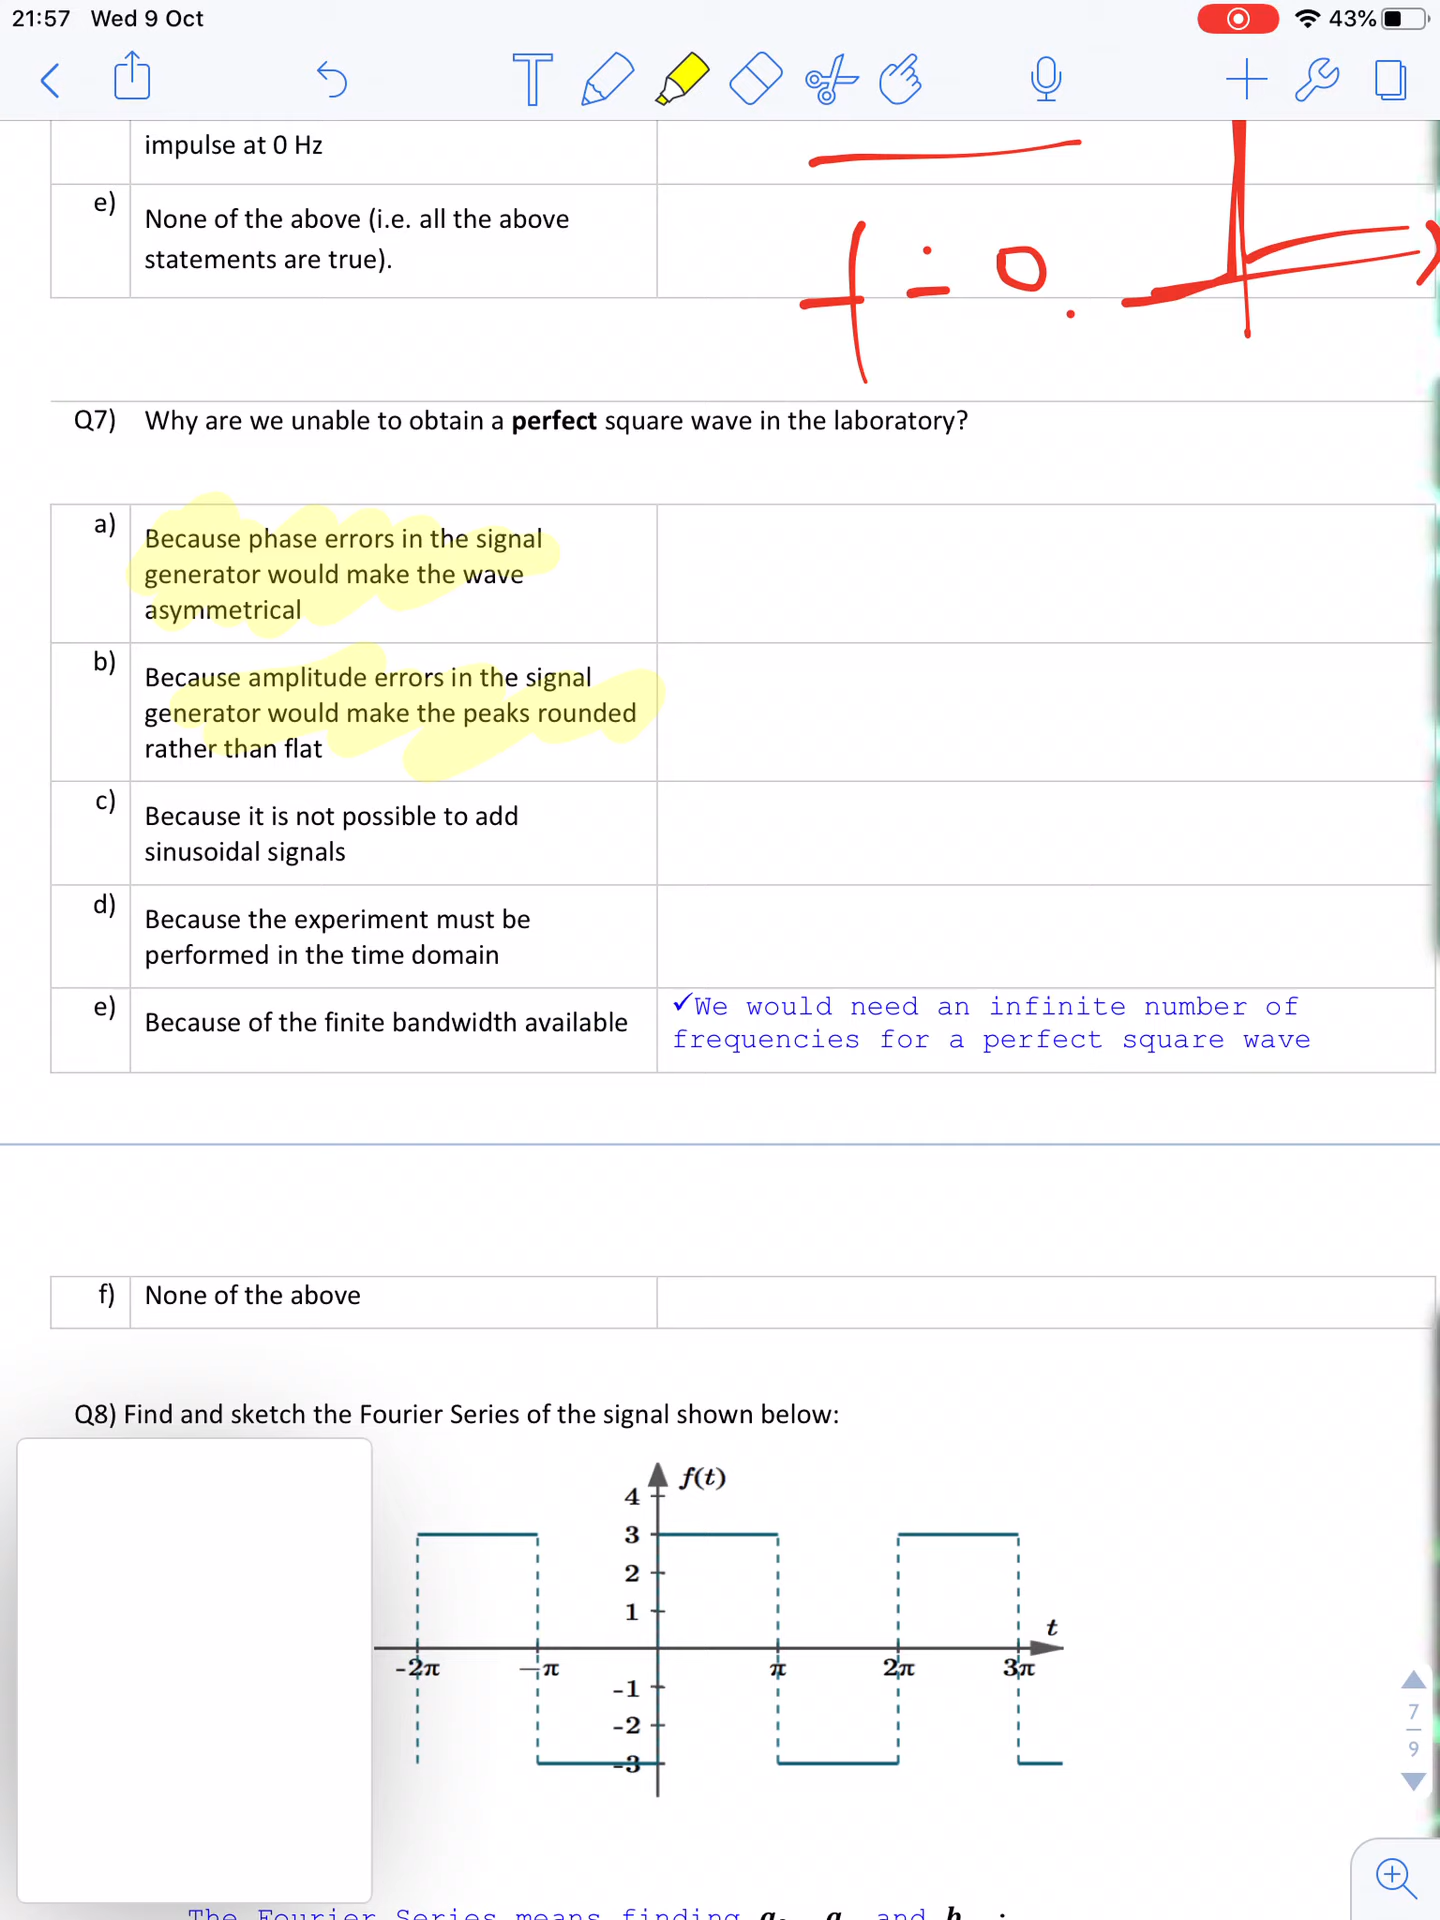 21:57 Wed 9 Oct 43%
T
impulse at 0 Hz
e) None of the above (i.e. all the above
statements are true).
f = 0.
Q7) Why are we unable to obtain a perfect square wave in the laboratory?
a) Because phase errors in the signal
generator would make the wave
asymmetrical
b) Because amplitude errors in the signal
generator would make the peaks rounded
rather than flat
c) Because it is not possible to add
sinusoidal signals
d) Because the experiment must be
performed in the time domain
e) Because of the finite bandwidth available
✓We would need an infinite number of
frequencies for a perfect square wave
f) None of the above
Q8) Find and sketch the Fourier Series of the signal shown below:
f(t)
4
3
2
1
t
-2π −π π 2π 3π
-1
-2
-3
7
9
The Fourier Series means finding
and